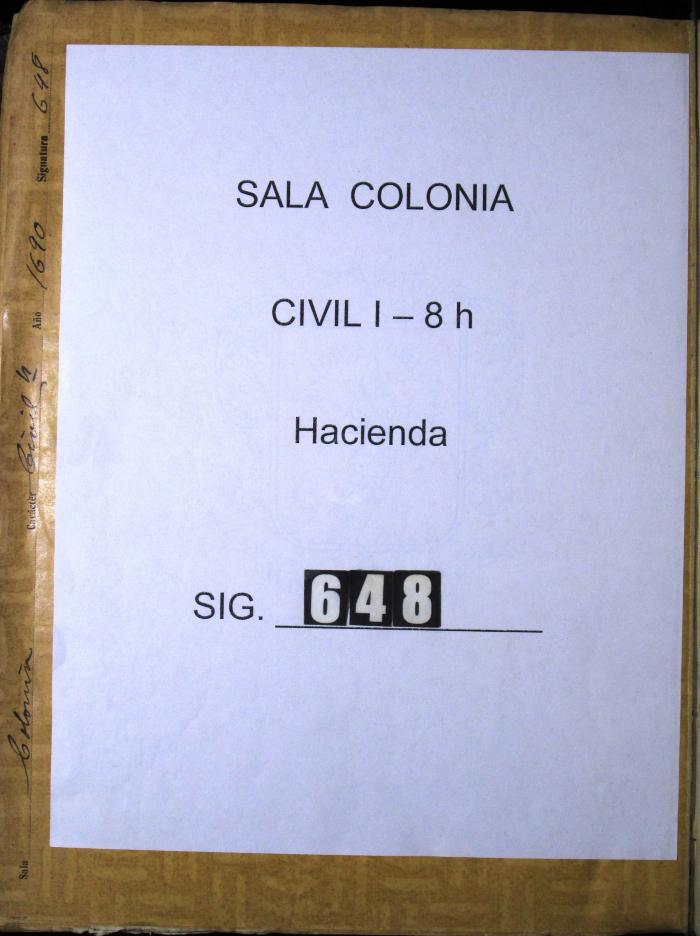 SALA COLONIA
CIVIL I – 8 h
Hacienda
SIG. 648
Sala Colonia Carácter Civil h Año 1690 Signatura 648